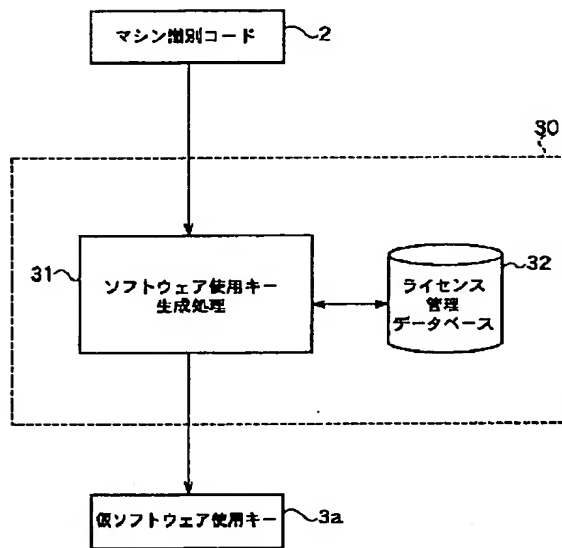 マシン識別コード
2
30
31
ソフトウェア使用キー
生成処理
32
ライセンス
管理
データベース
仮ソフトウェア使用キー
3a